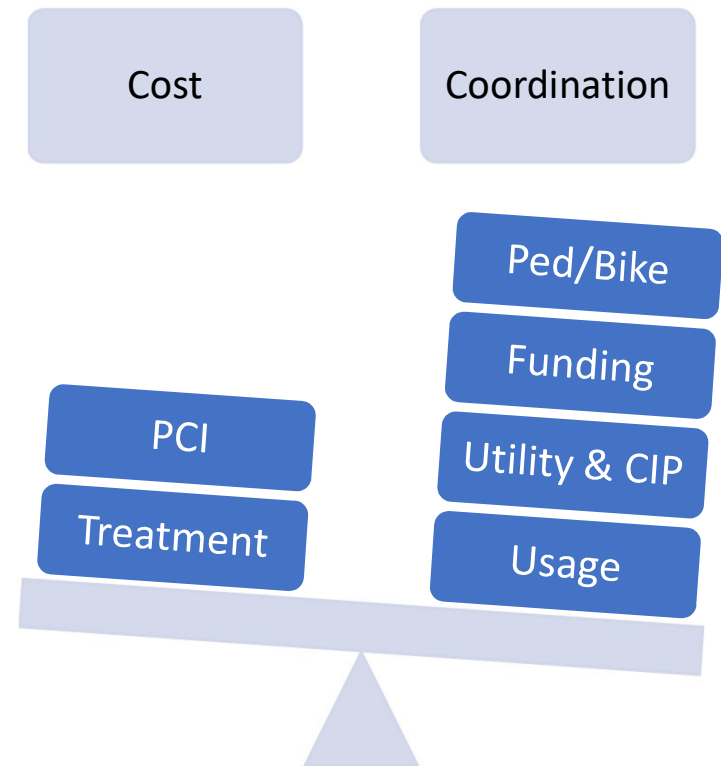 Cost
Coordination
Ped/Bike
Funding
PCI
Utility & CIP
Treatment
Usage